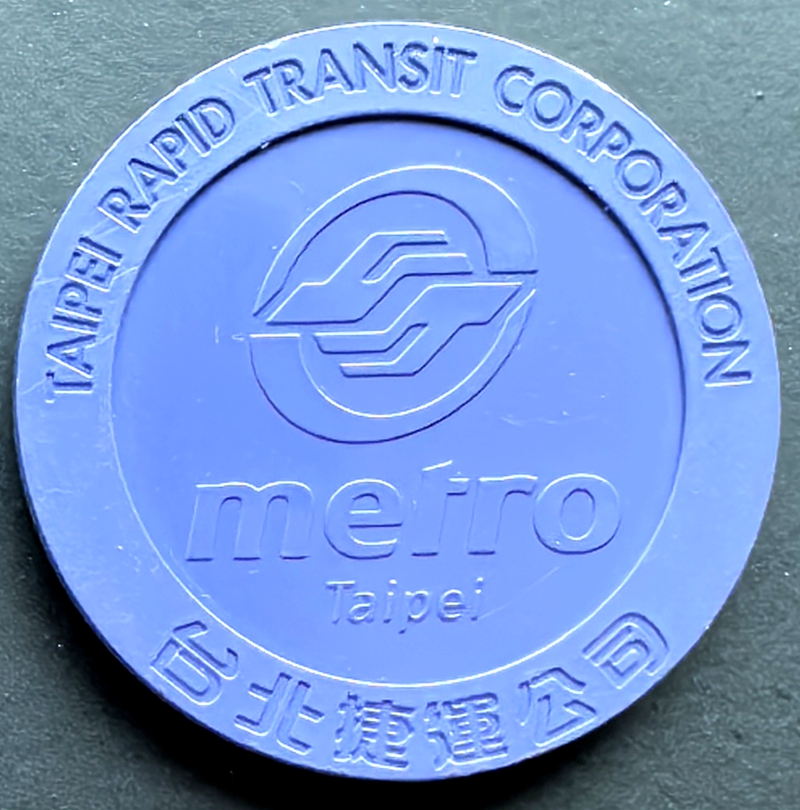 TAIPEI RAPID TRANSIT CORPORATION
metro
Taipei
台北捷運公司